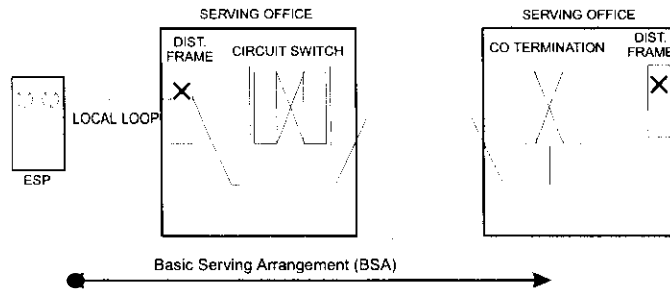 SERVING OFFICE
SERVING OFFICE
DIST.
FRAME
CIRCUIT SWITCH
CO TERMINATION
DIST.
FRAME
LOCAL LOOP
ESP
Basic Serving Arrangement (BSA)